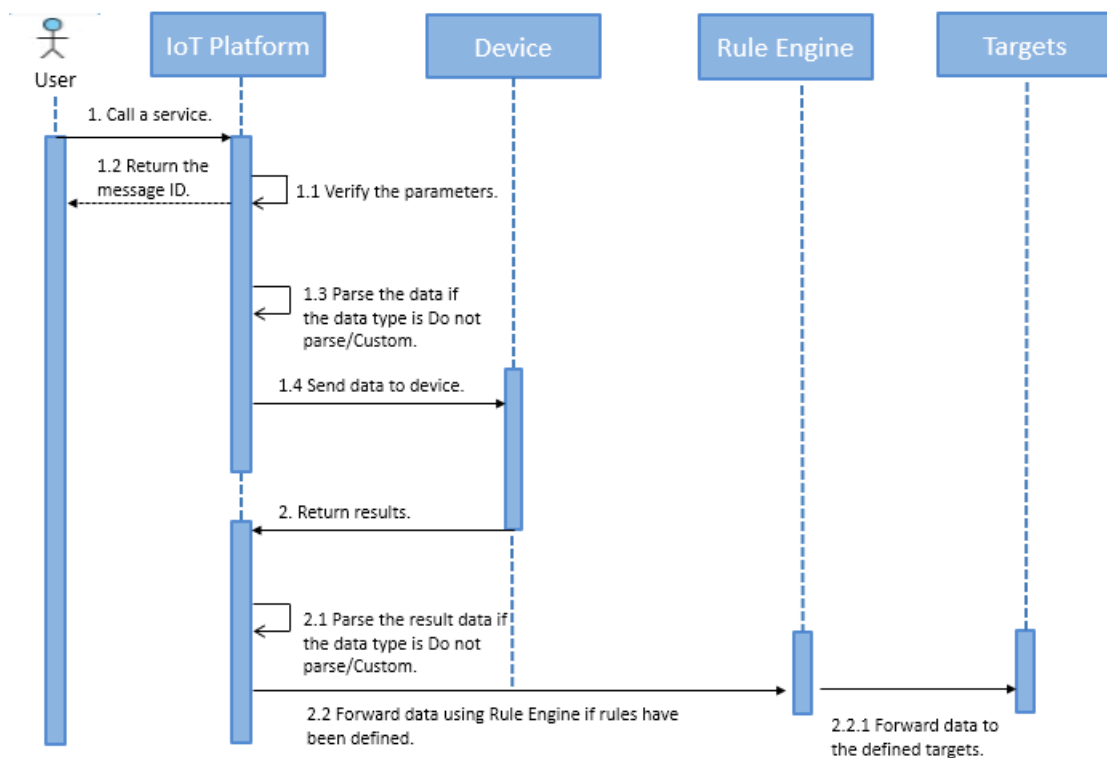 User
IoT Platform
Device
Rule Engine
Targets
1. Call a service.
1.2 Return the
message ID.
1.1 Verify the parameters.
1.3 Parse the data if
the data type is Do not
parse/Custom.
1.4 Send data to device.
2. Return results.
2.1 Parse the result data if
the data type is Do not
parse/Custom.
2.2 Forward data using Rule Engine if rules have
been defined.
2.2.1 Forward data to
the defined targets.